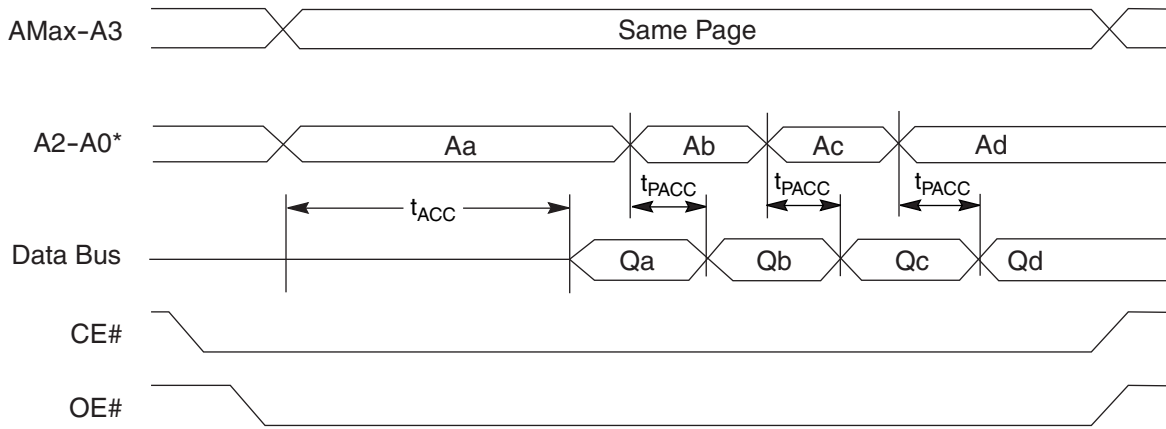 AMax-A3
Same Page
A2-A0*
Aa
Ab
Ac
Ad
tACC
tPACC
tPACC
tPACC
Data Bus
Qa
Qb
Qc
Qd
CE#
OE#